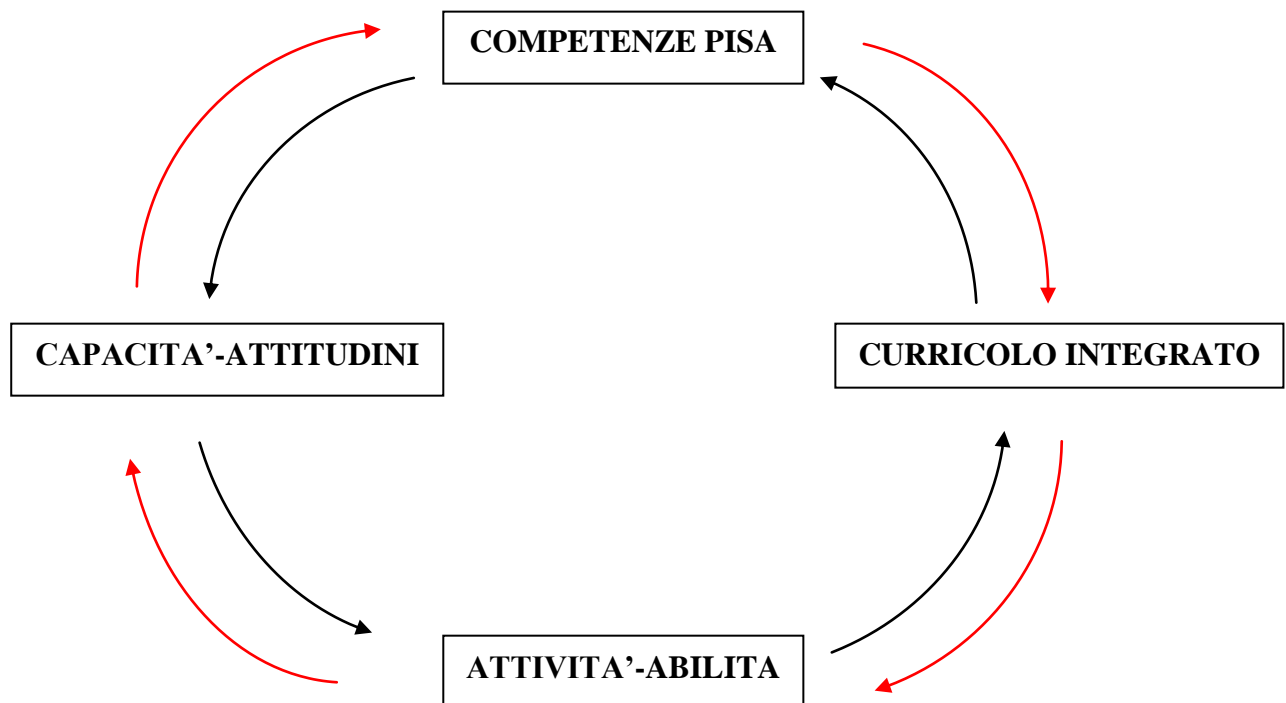 COMPETENZE PISA
CAPACITA’-ATTITUDINI
CURRICOLO INTEGRATO
ATTIVITA’-ABILITA